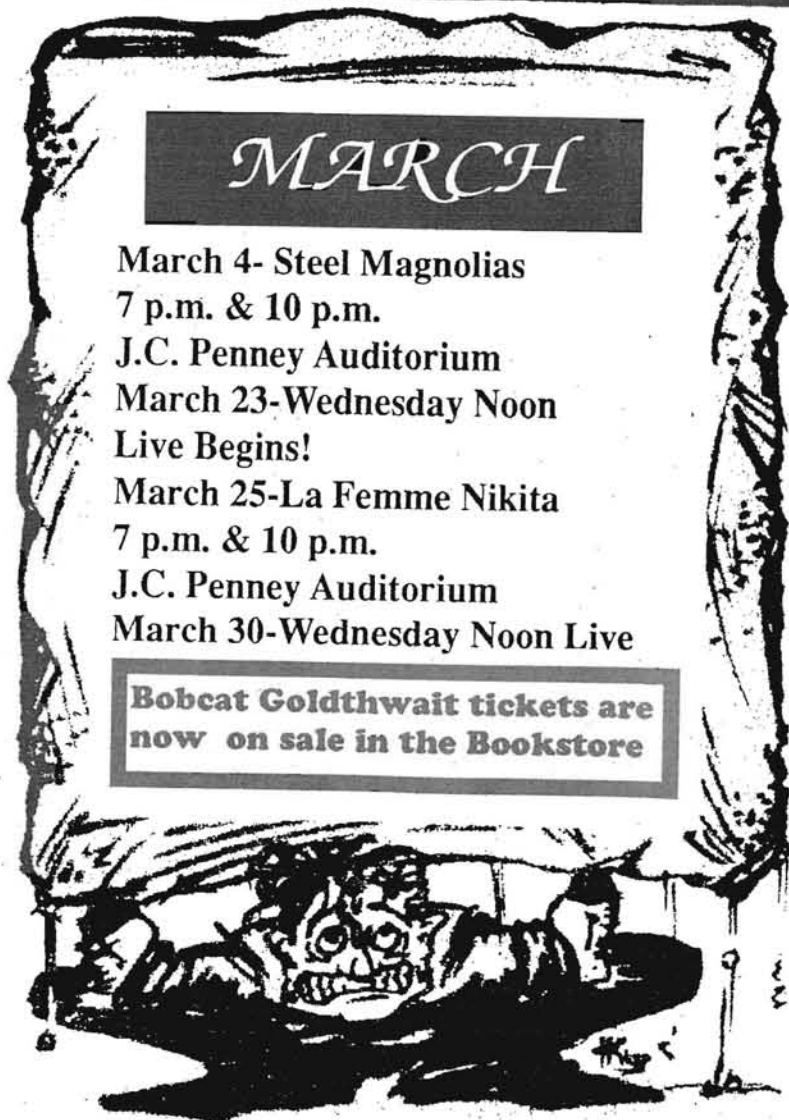 MARCH
March 4- Steel Magnolias
7 p.m. & 10 p.m.
J.C. Penney Auditorium
March 23-Wednesday Noon
Live Begins!
March 25-La Femme Nikita
7 p.m. & 10 p.m.
J.C. Penney Auditorium
March 30-Wednesday Noon Live
Bobcat Goldthwait tickets are
now on sale in the Bookstore